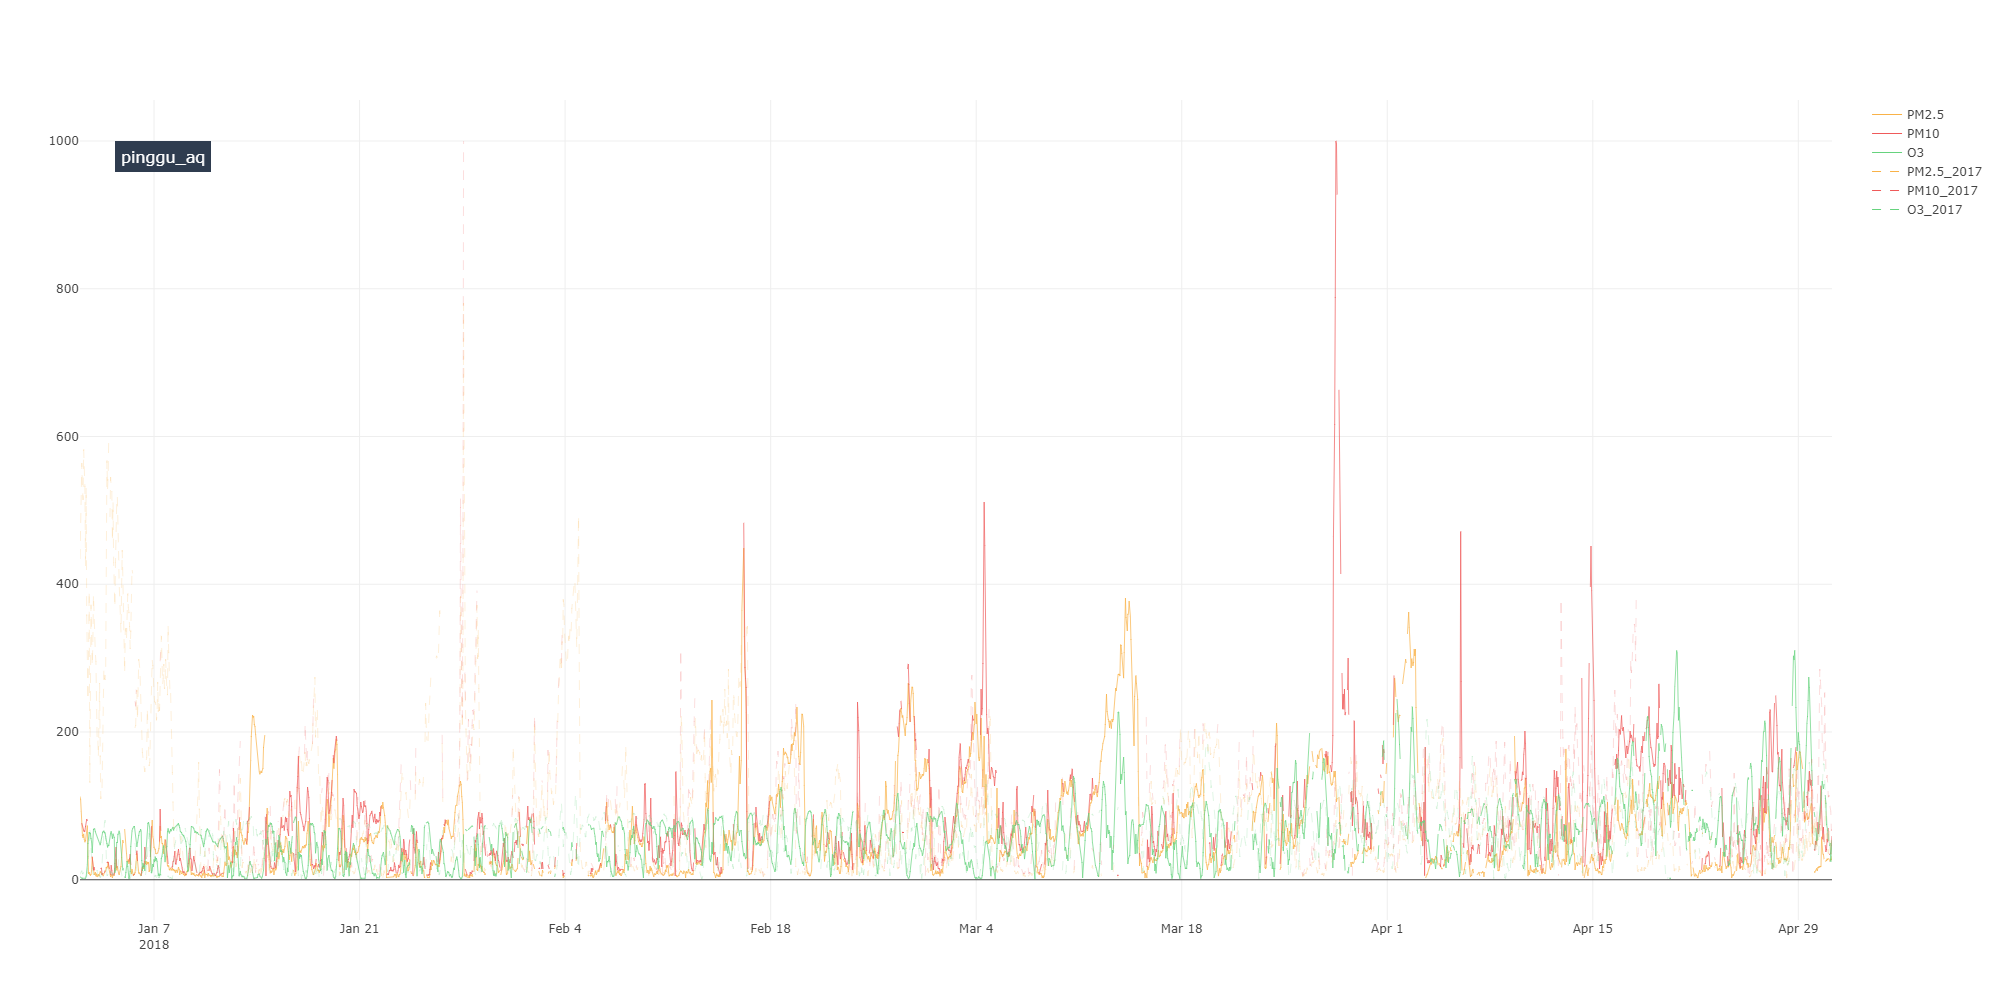 1000
800
600
400
200
0
pinggu_aq
Jan 7
2018
Jan 21
Feb 4
Feb 18
Mar 4
Mar 18
Apr 1
Apr 15
Apr 29
PM2.5
PM10
O3
PM2.5_2017
PM10_2017
O3_2017